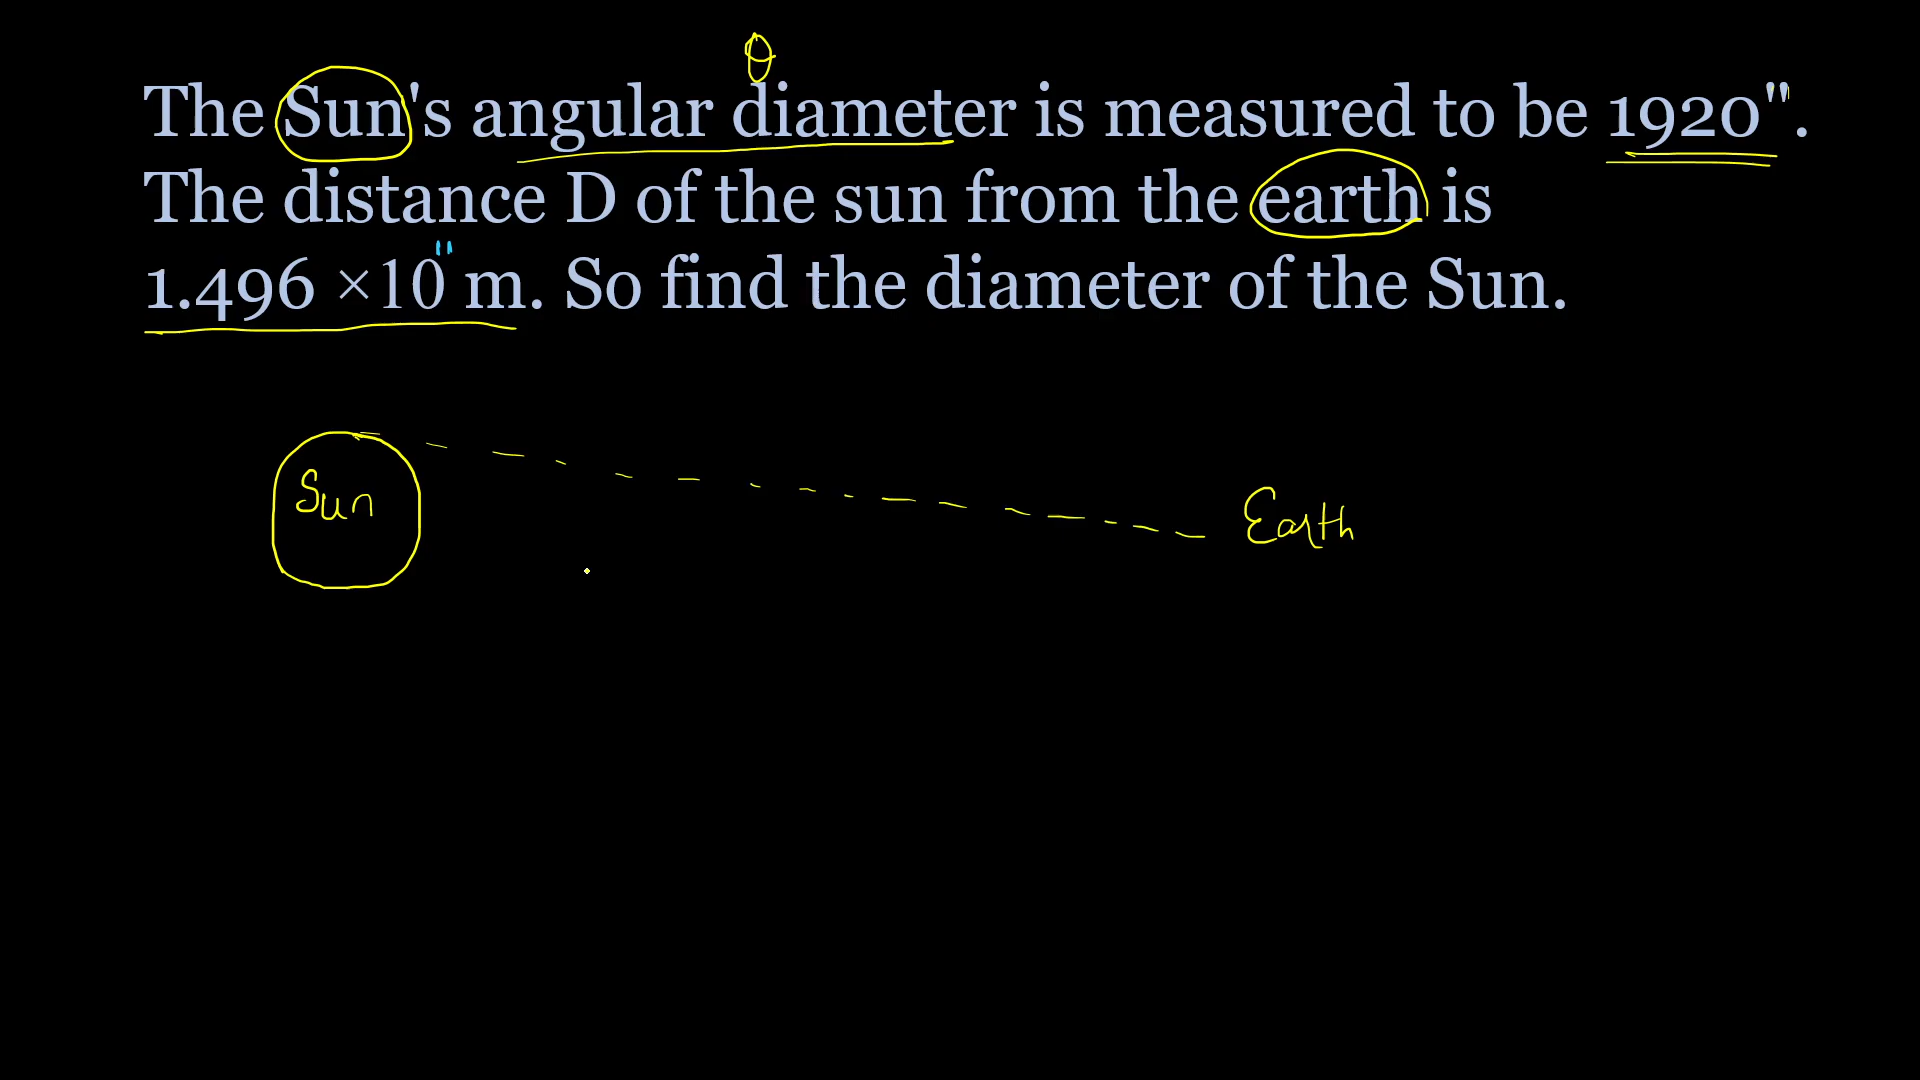 θ
The Sun's angular diameter is measured to be 1920".
The distance D of the sun from the earth is
1.496 ×10¹¹ m. So find the diameter of the Sun.
Sun
Earth